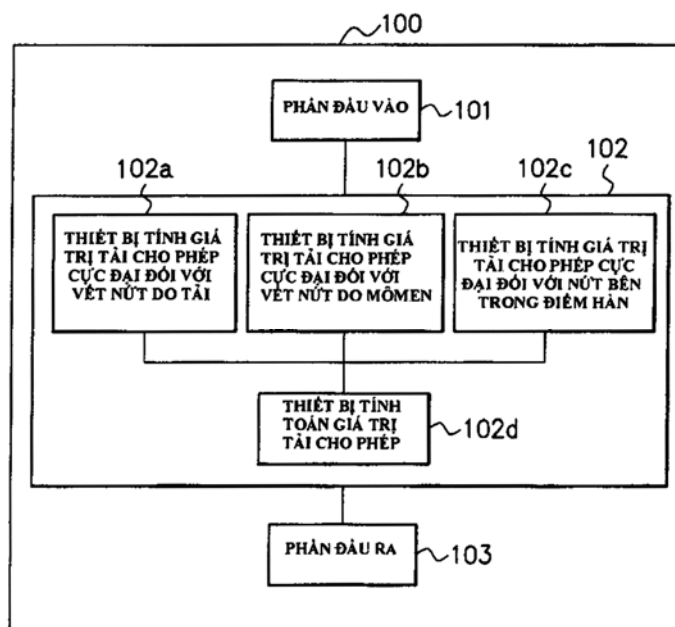 100
PHẦN ĐẦU VÀO
101
102a
102b
102c
102
THIẾT BỊ TÍNH GIÁ
TRỊ TẢI CHO PHÉP
CỰC ĐẠI ĐỐI VỚI
VẾT NỨT DO TẢI
THIẾT BỊ TÍNH GIÁ
TRỊ TẢI CHO PHÉP
CỰC ĐẠI ĐỐI VỚI
VẾT NỨT DO MÔMEN
THIẾT BỊ TÍNH GIÁ TRỊ
TẢI CHO PHÉP CỰC
ĐẠI ĐỐI VỚI NÚT BÊN
TRONG ĐIỂM HÀN
THIẾT BỊ TÍNH
TOÁN GIÁ TRỊ
TẢI CHO PHÉP
102d
PHẦN ĐẦU RA
103